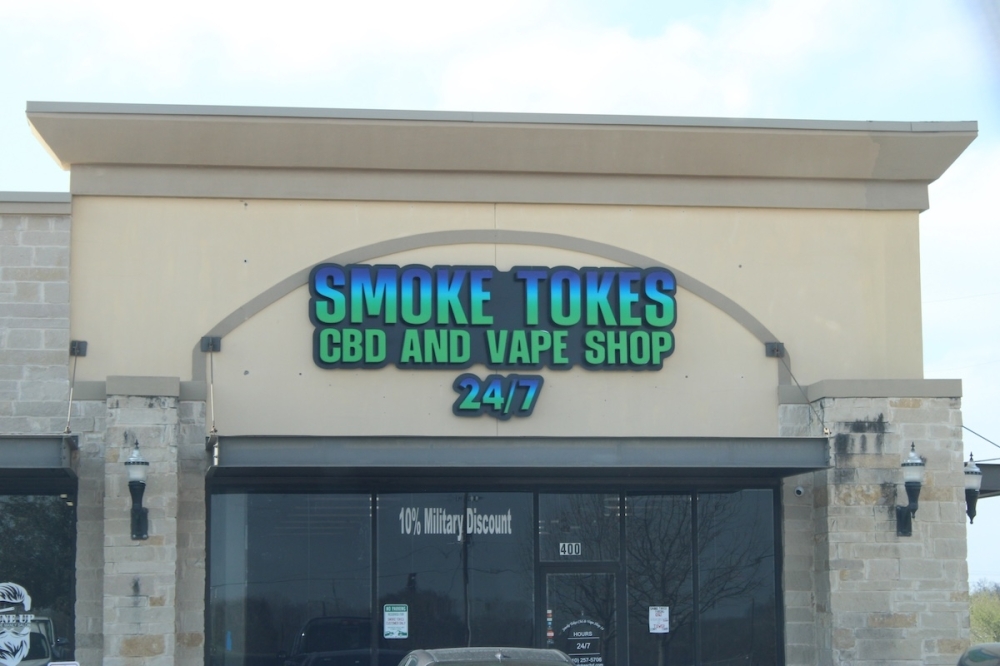 SMOKE TOKES
CBD AND VAPE SHOP
24/7
10% Military Discount
400
HOURS
24/7